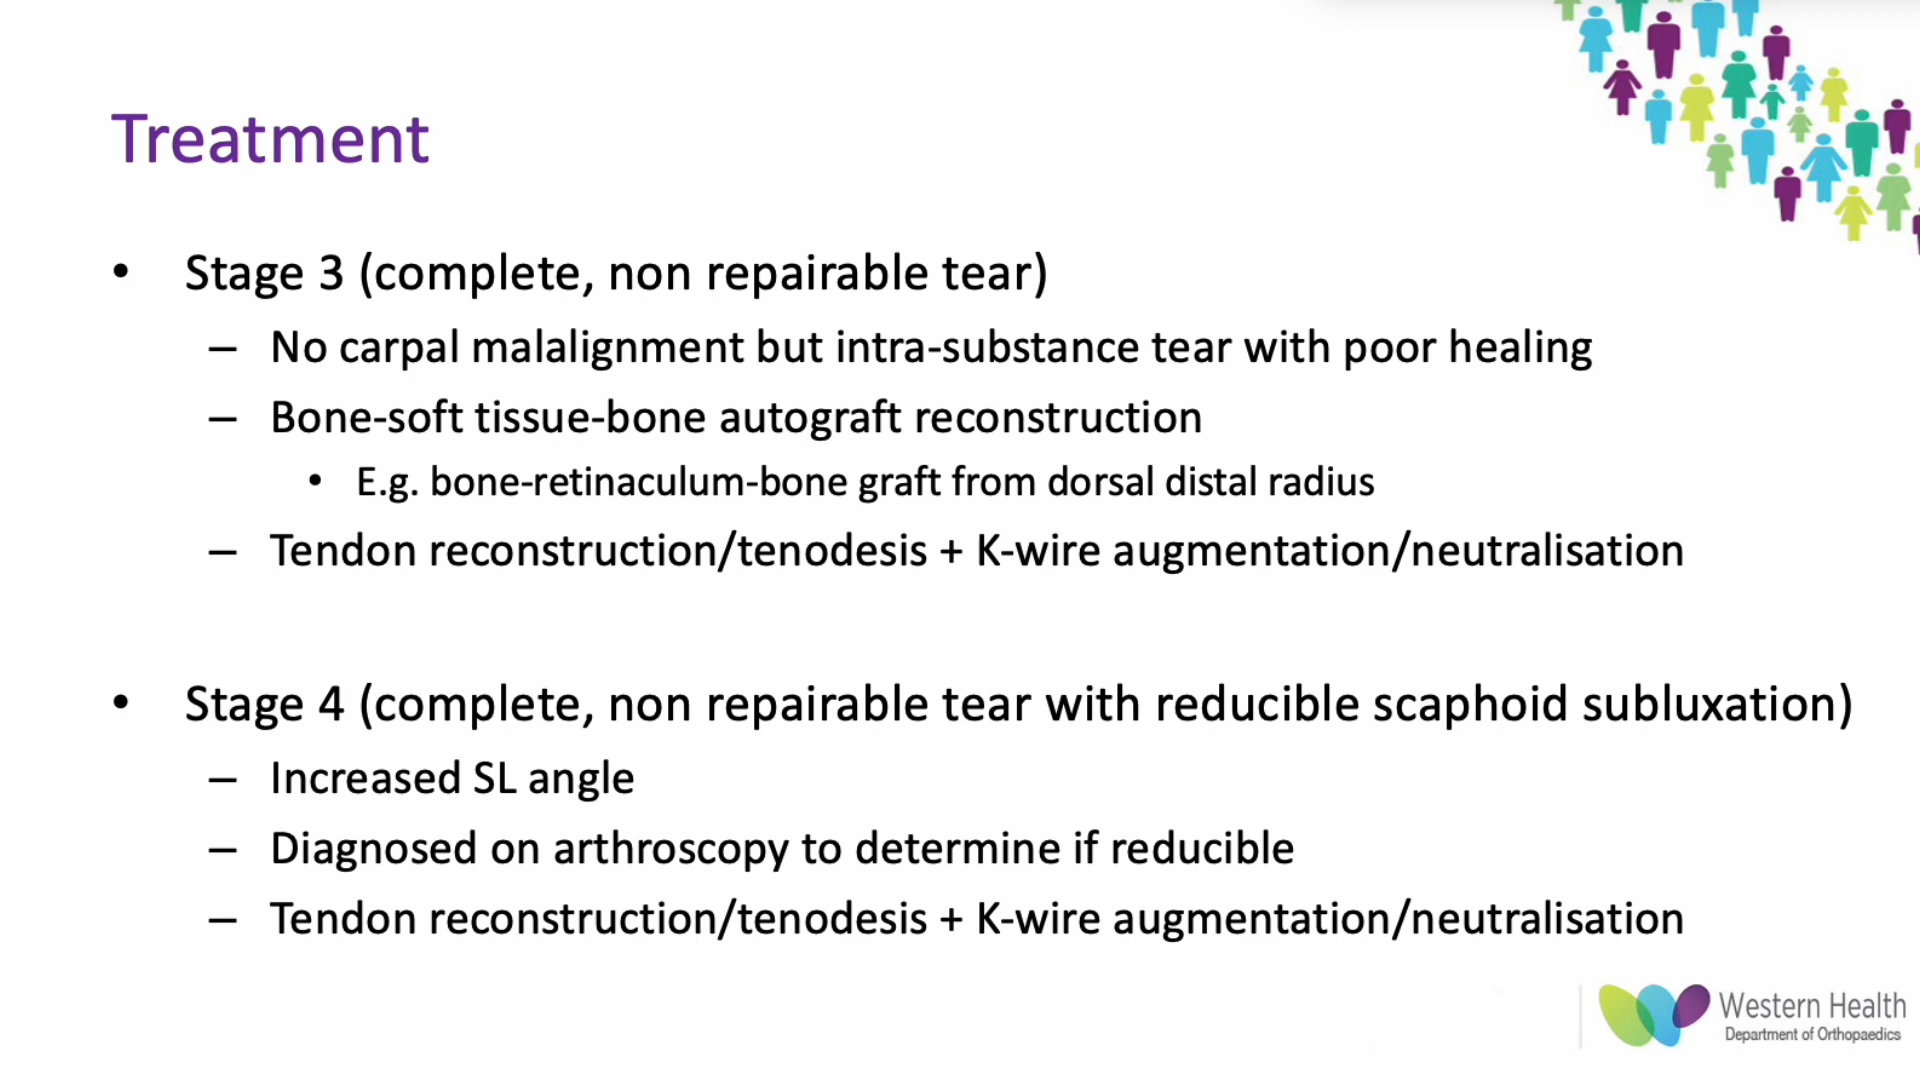 Treatment
• Stage 3 (complete, non repairable tear)
– No carpal malalignment but intra-substance tear with poor healing
– Bone-soft tissue-bone autograft reconstruction
• E.g. bone-retinaculum-bone graft from dorsal distal radius
– Tendon reconstruction/tenodesis + K-wire augmentation/neutralisation
• Stage 4 (complete, non repairable tear with reducible scaphoid subluxation)
– Increased SL angle
– Diagnosed on arthroscopy to determine if reducible
– Tendon reconstruction/tenodesis + K-wire augmentation/neutralisation
Western Health
Department of Orthopaedics